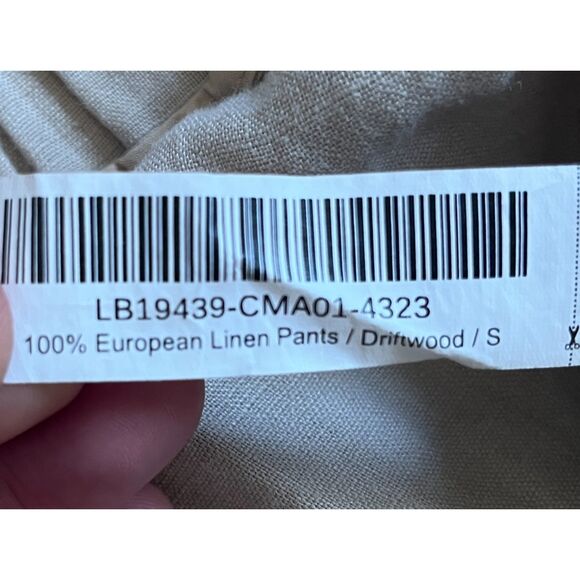 LB19439-CMA01-4323
100% European Linen Pants / Driftwood / S